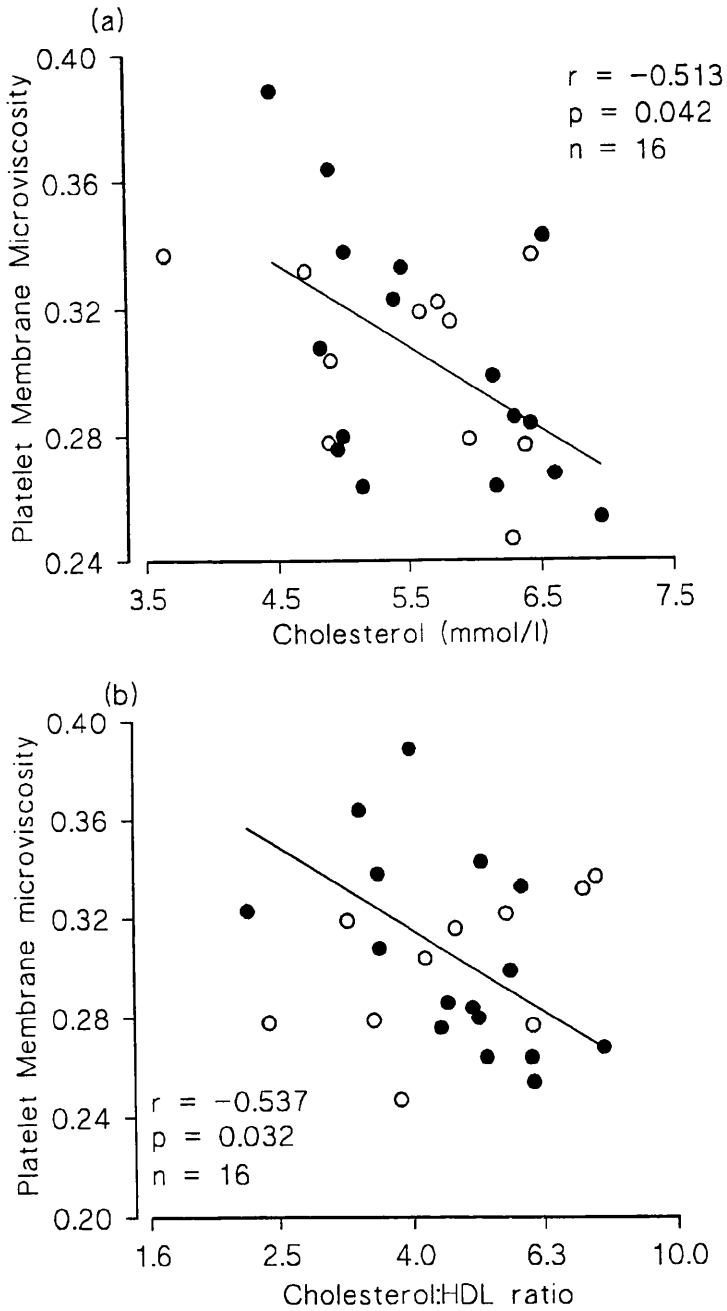 (a)
Platelet Membrane Microviscosity
0.40
0.36
0.32
0.28
0.24
r = −0.513
p = 0.042
n = 16
3.5 4.5 5.5 6.5 7.5
Cholesterol (mmol/l)
(b)
Platelet Membrane microviscosity
0.40
0.36
0.32
0.28
0.24
0.20
r = −0.537
p = 0.032
n = 16
1.6 2.5 4.0 6.3 10.0
Cholesterol:HDL ratio